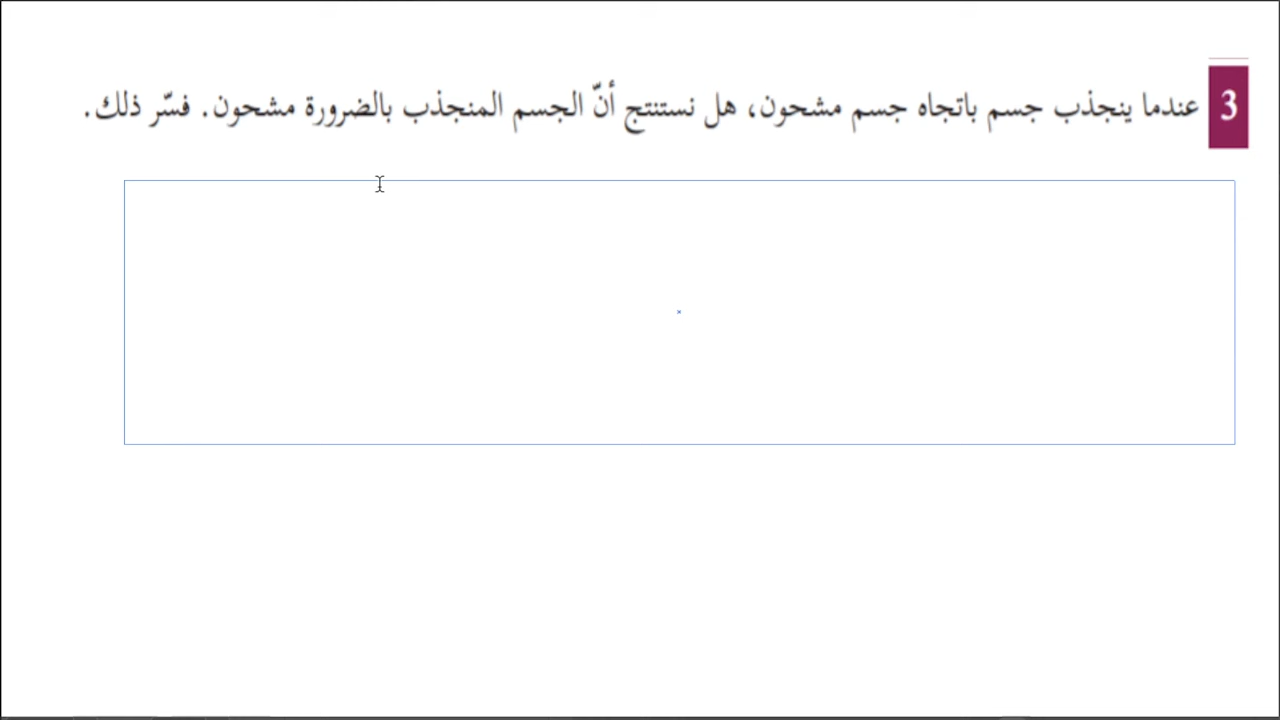 3 عندما ينجذب جسم باتجاه جسم مشحون، هل نستنتج أنّ الجسم المنجذب بالضرورة مشحون. فسّر ذلك.